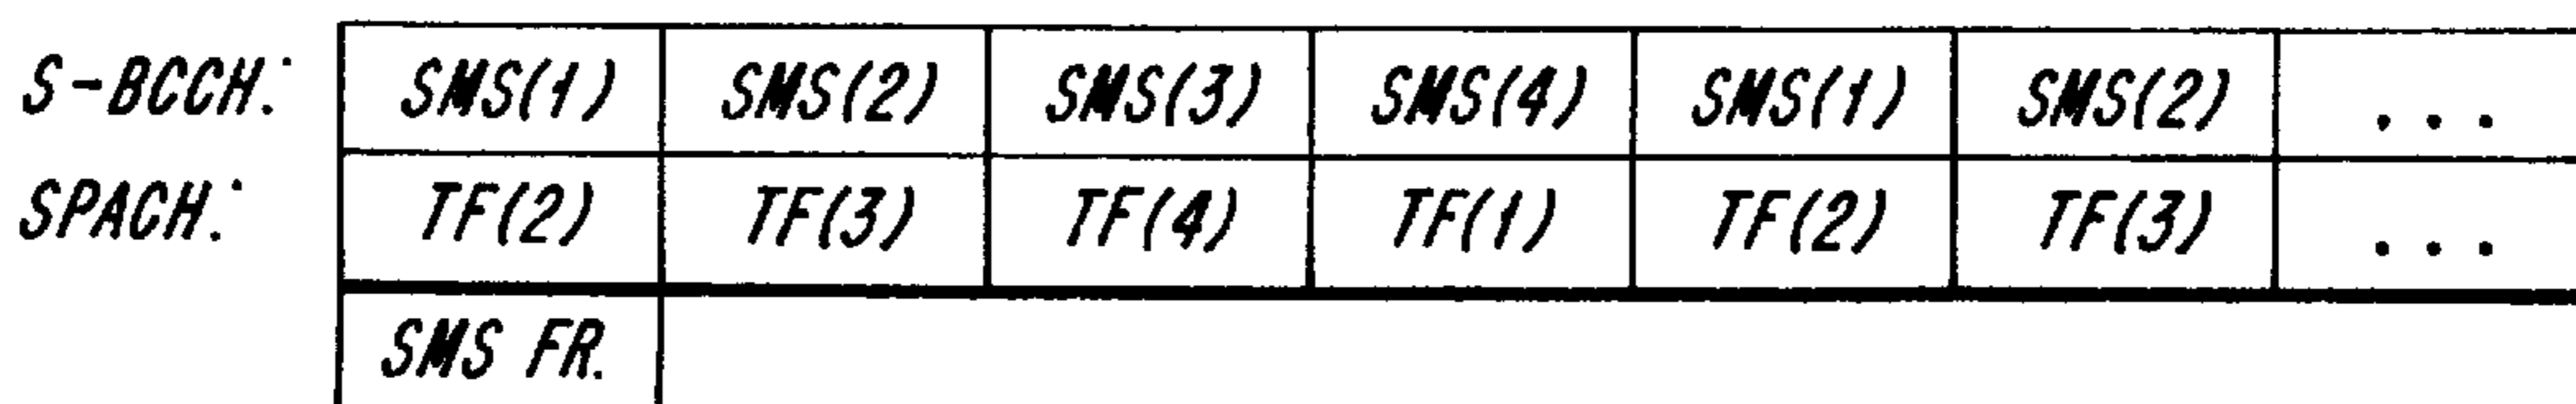 S-BCCH: SMS(1) SMS(2) SMS(3) SMS(4) SMS(1) SMS(2) ...
SPACH: TF(2) TF(3) TF(4) TF(1) TF(2) TF(3) ...
SMS FR.